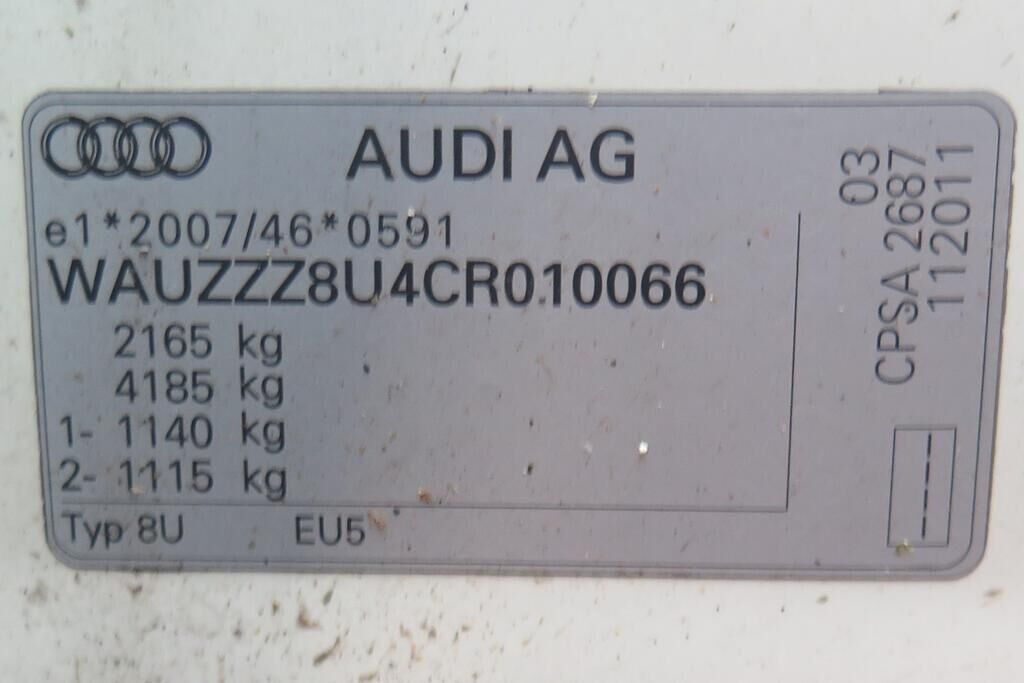 AUDI AG
e1*2007/46*0591
WAUZZZ8U4CR010066
2165 kg
4185 kg
1- 1140 kg
2- 1115 kg
Typ 8U EU5
03
CPSA 2687
112011
----